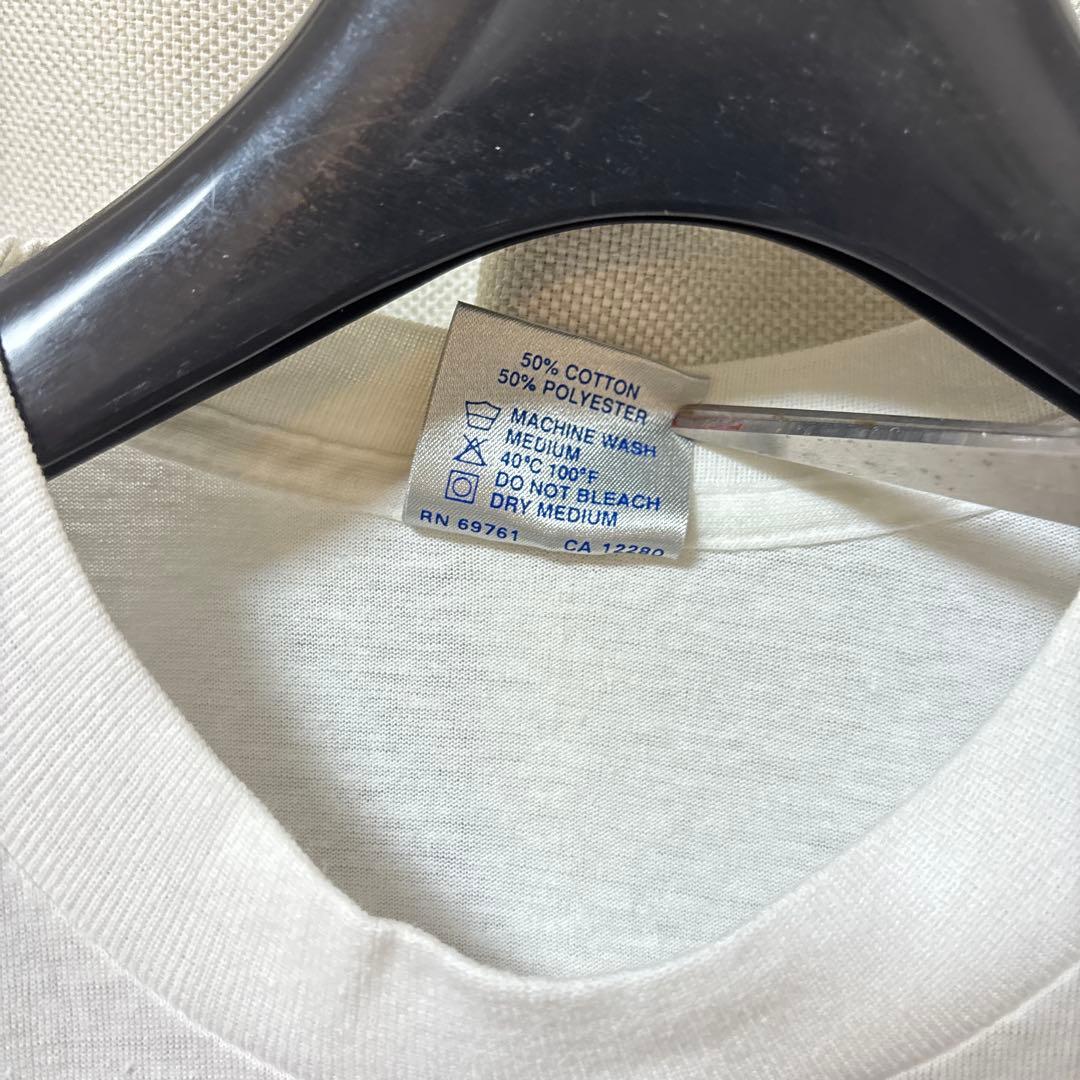 50% COTTON
50% POLYESTER
MACHINE WASH
MEDIUM
40°C 100°F
DO NOT BLEACH
DRY MEDIUM
RN 69761 CA 12280